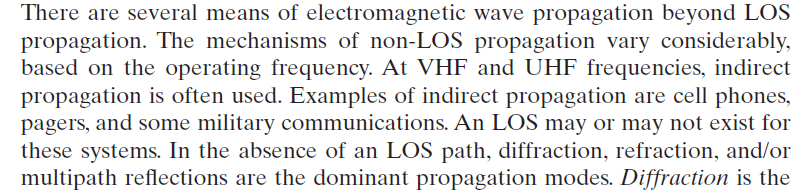 There are several means of electromagnetic wave propagation beyond LOS
propagation. The mechanisms of non-LOS propagation vary considerably,
based on the operating frequency. At VHF and UHF frequencies, indirect
propagation is often used. Examples of indirect propagation are cell phones,
pagers, and some military communications. An LOS may or may not exist for
these systems. In the absence of an LOS path, diffraction, refraction, and/or
multipath reflections are the dominant propagation modes. Diffraction is the